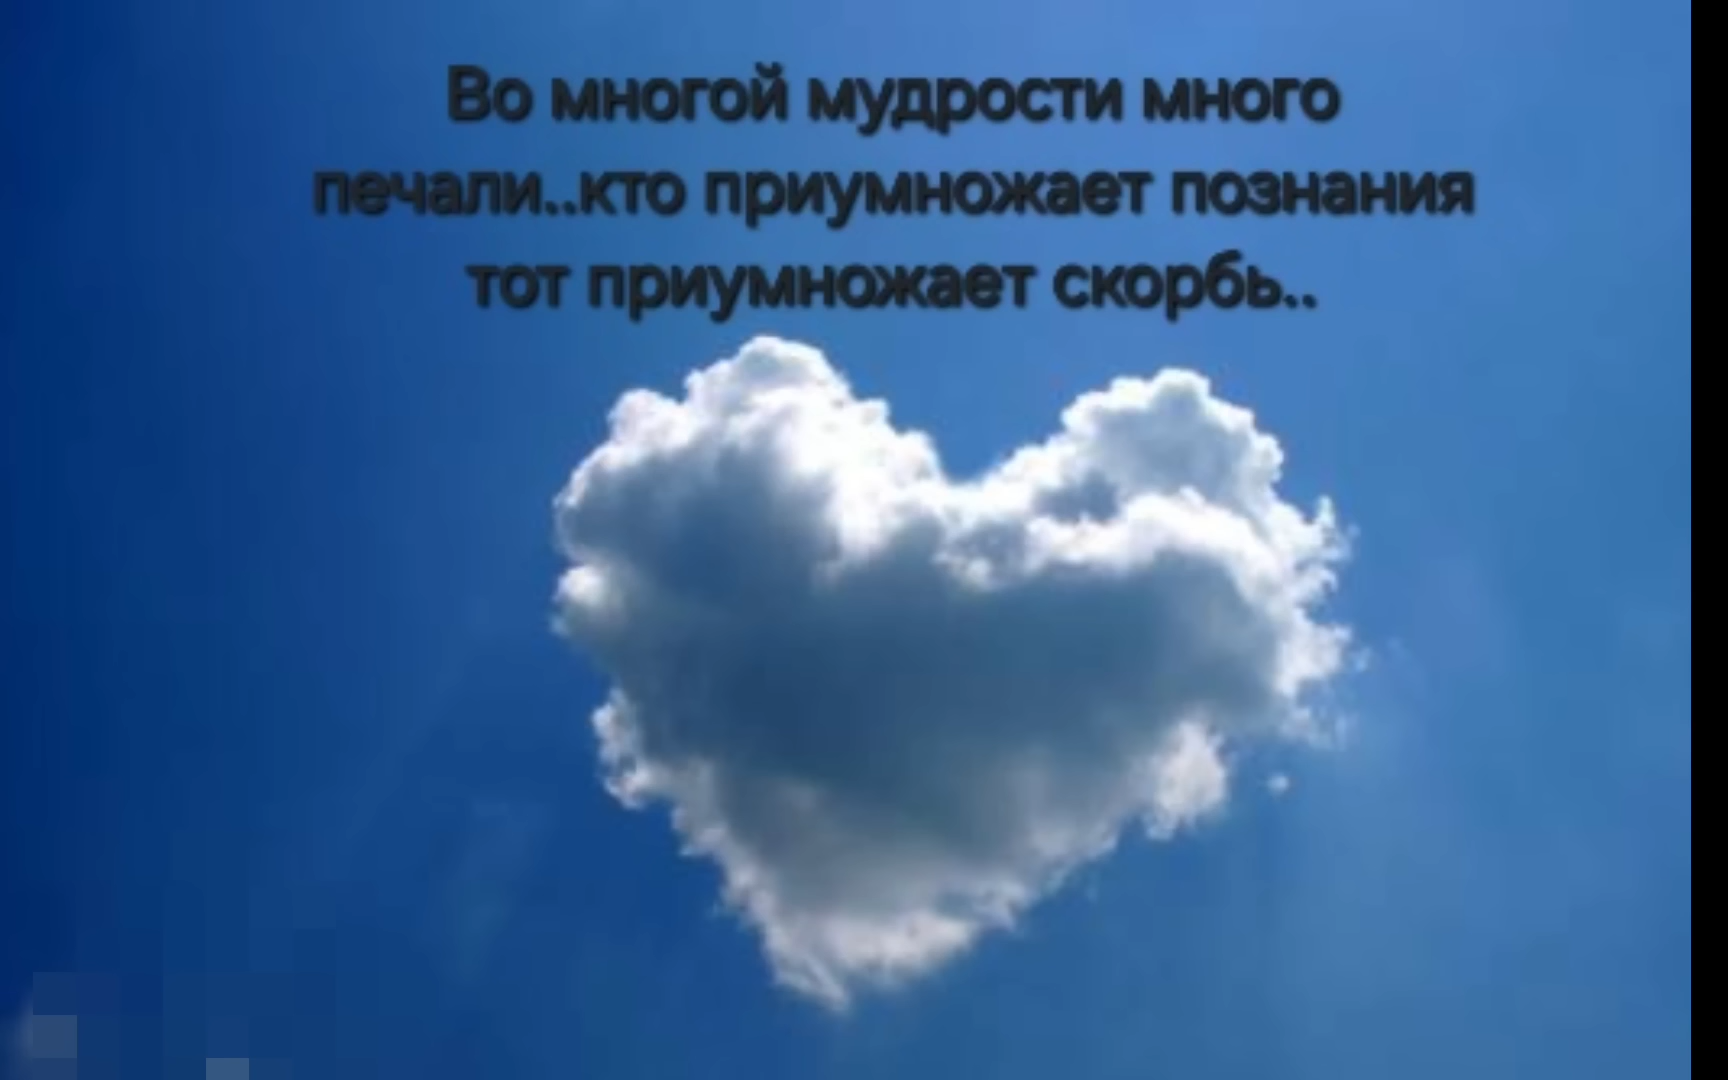 Во многой мудрости много
печали..кто приумножает познания
тот приумножает скорбь..